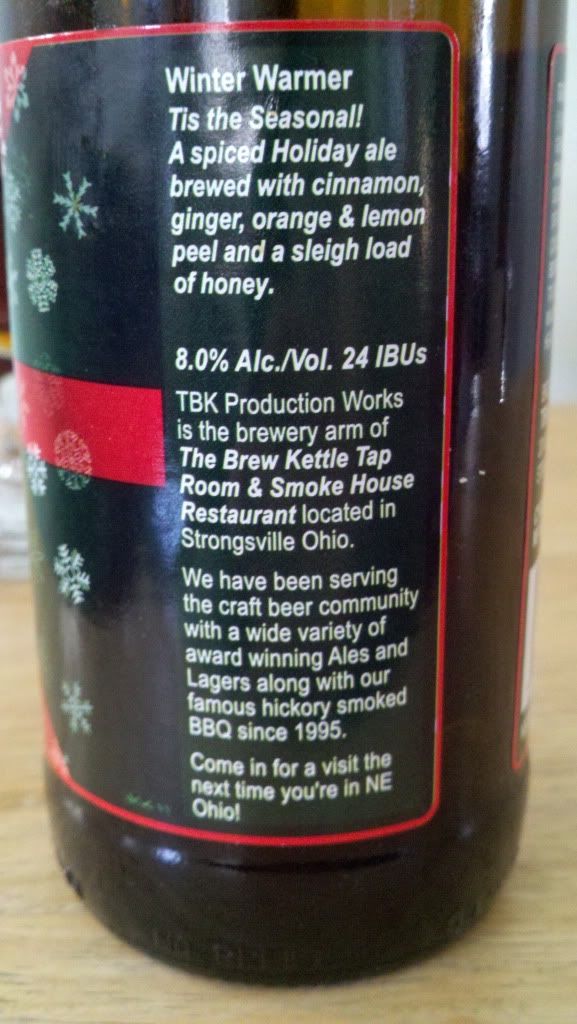 Winter Warmer
Tis the Seasonal!
A spiced Holiday ale
brewed with cinnamon,
ginger, orange & lemon
peel and a sleigh load
of honey.
8.0% Alc./Vol. 24 IBUs
TBK Production Works
is the brewery arm of
The Brew Kettle Tap
Room & Smoke House
Restaurant located in
Strongsville Ohio.
We have been serving
the craft beer community
with a wide variety of
award winning Ales and
Lagers along with our
famous hickory smoked
BBQ since 1995.
Come in for a visit the
next time you're in NE
Ohio!